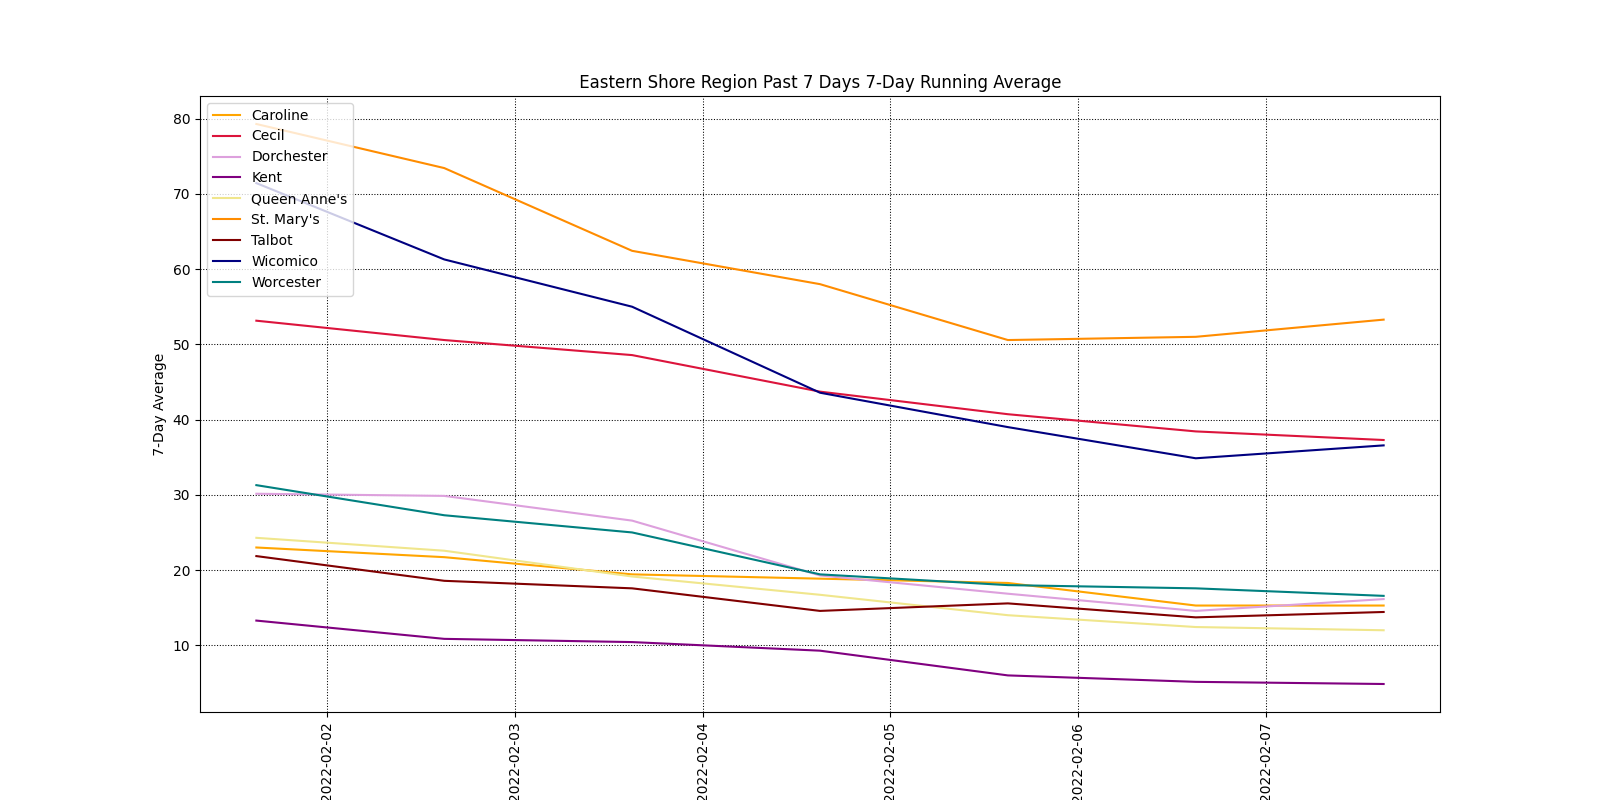 Eastern Shore Region Past 7 Days 7-Day Running Average
Caroline
Cecil
Dorchester
Kent
Queen Anne's
St. Mary's
Talbot
Wicomico
Worcester
80
70
60
50
40
30
20
10
7-Day Average
2022-02-02
2022-02-03
2022-02-04
2022-02-05
2022-02-06
2022-02-07